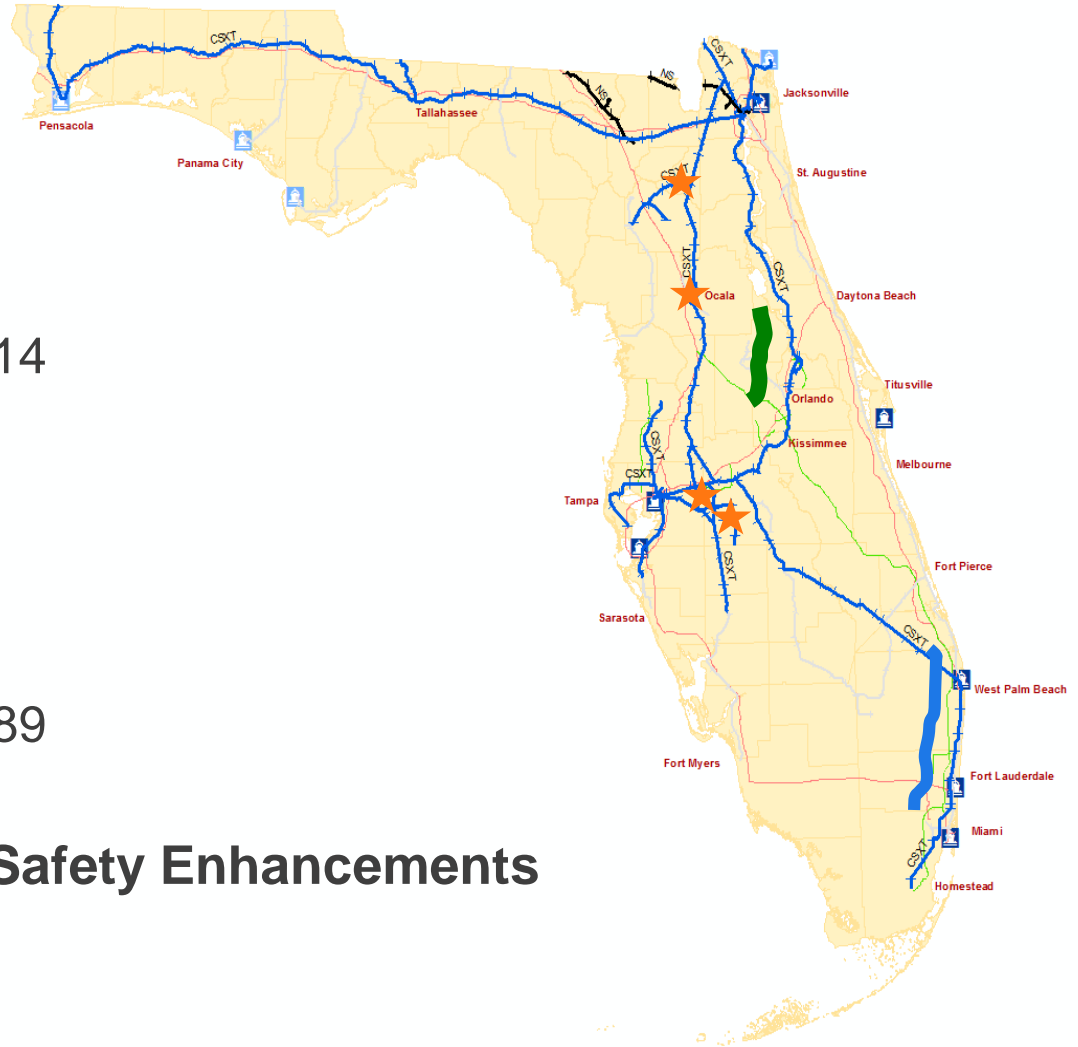 CSXT
CSXT
NS
NS
Jacksonville
Pensacola
Tallahassee
Panama City
St. Augustine
CSXT
CSXT
CSXT
Ocala
Daytona Beach
14
Titusville
Orlando
CSXT
Kissimmee
Melbourne
CSXT
Tampa
CSXT
Fort Pierce
Sarasota
CSXT
West Palm Beach
89
Fort Myers
Fort Lauderdale
Miami
CSXT
Safety Enhancements
Homestead